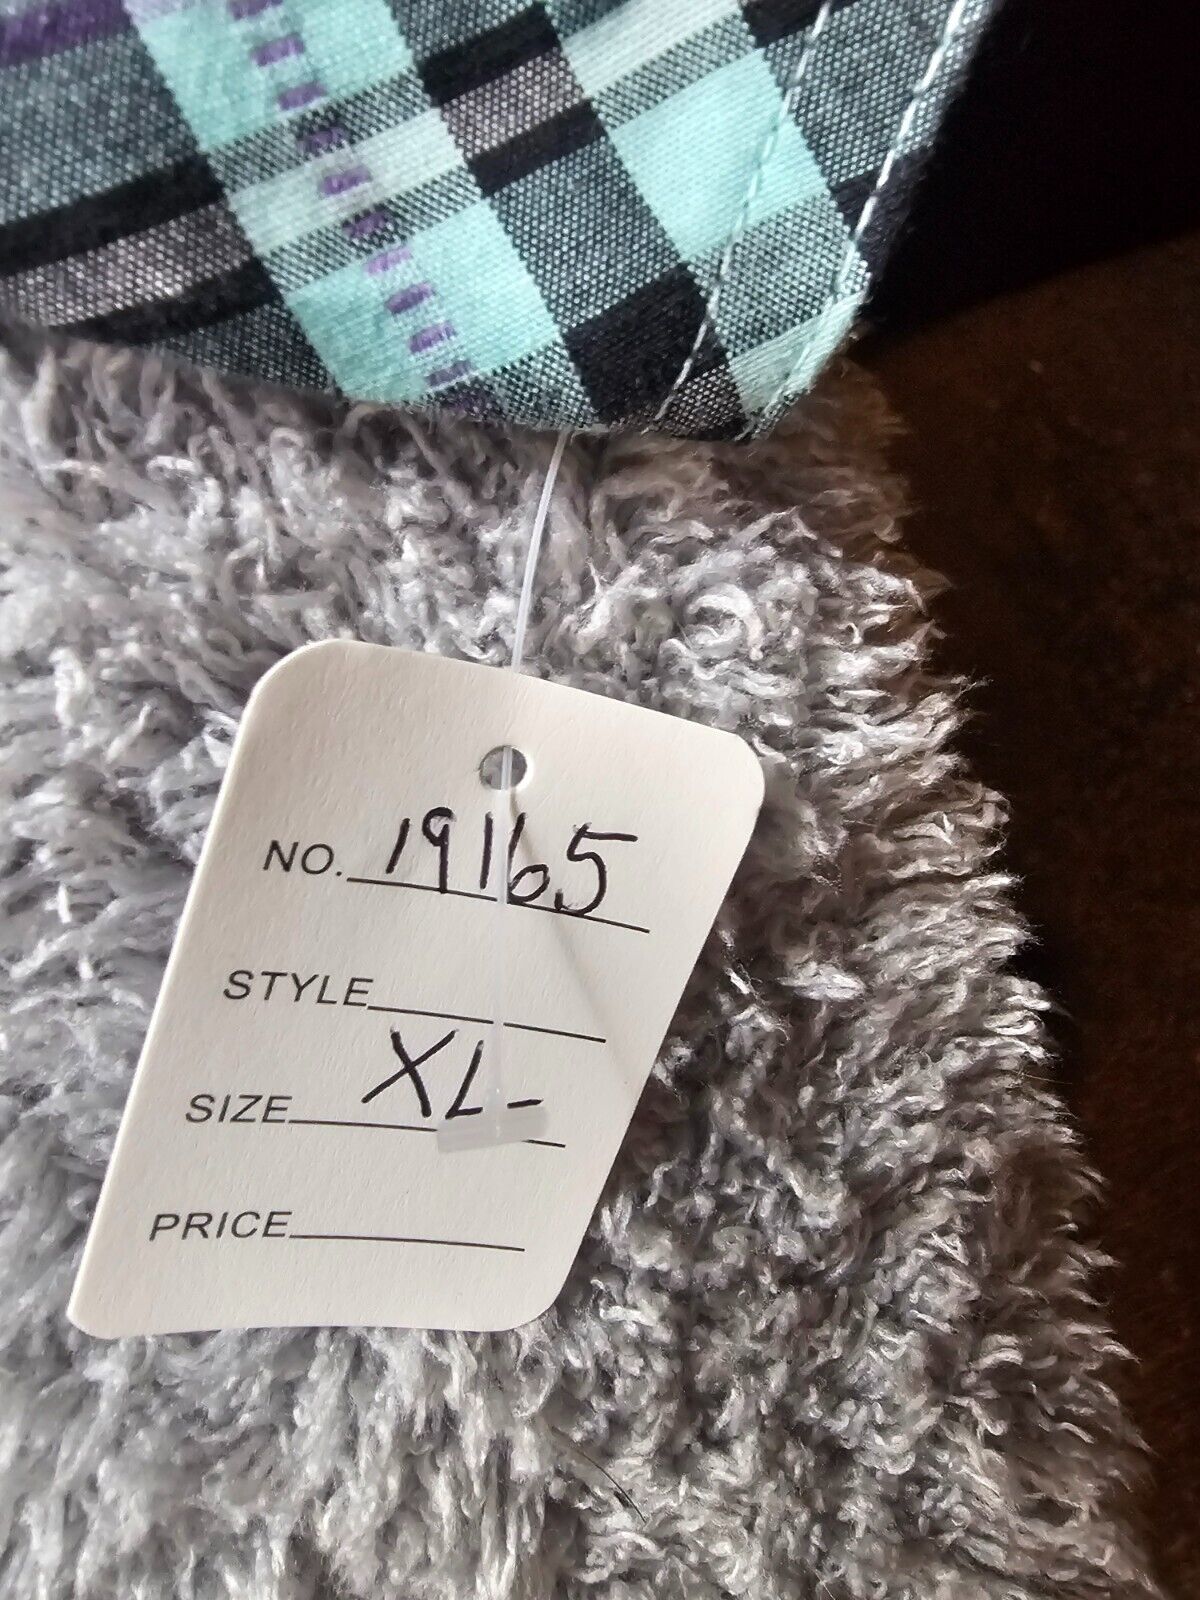 NO. 19165
STYLE
SIZE XL-
PRICE